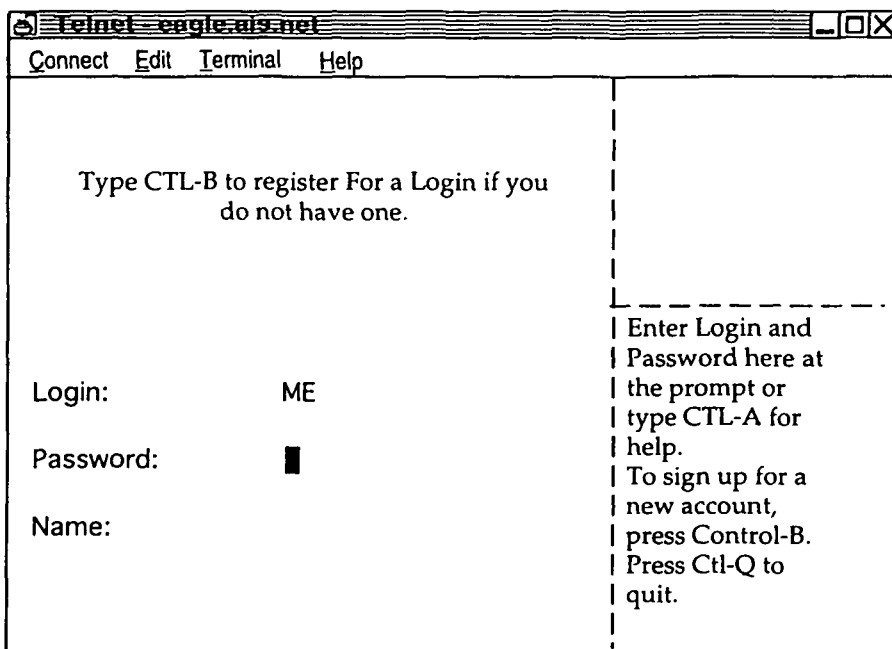 Telnet - eagle.als.net
Connect Edit Terminal Help
Type CTL-B to register For a Login if you
do not have one.
Login: ME
Password:
Name:
Enter Login and
Password here at
the prompt or
type CTL-A for
help.
To sign up for a
new account,
press Control-B.
Press Ctl-Q to
quit.